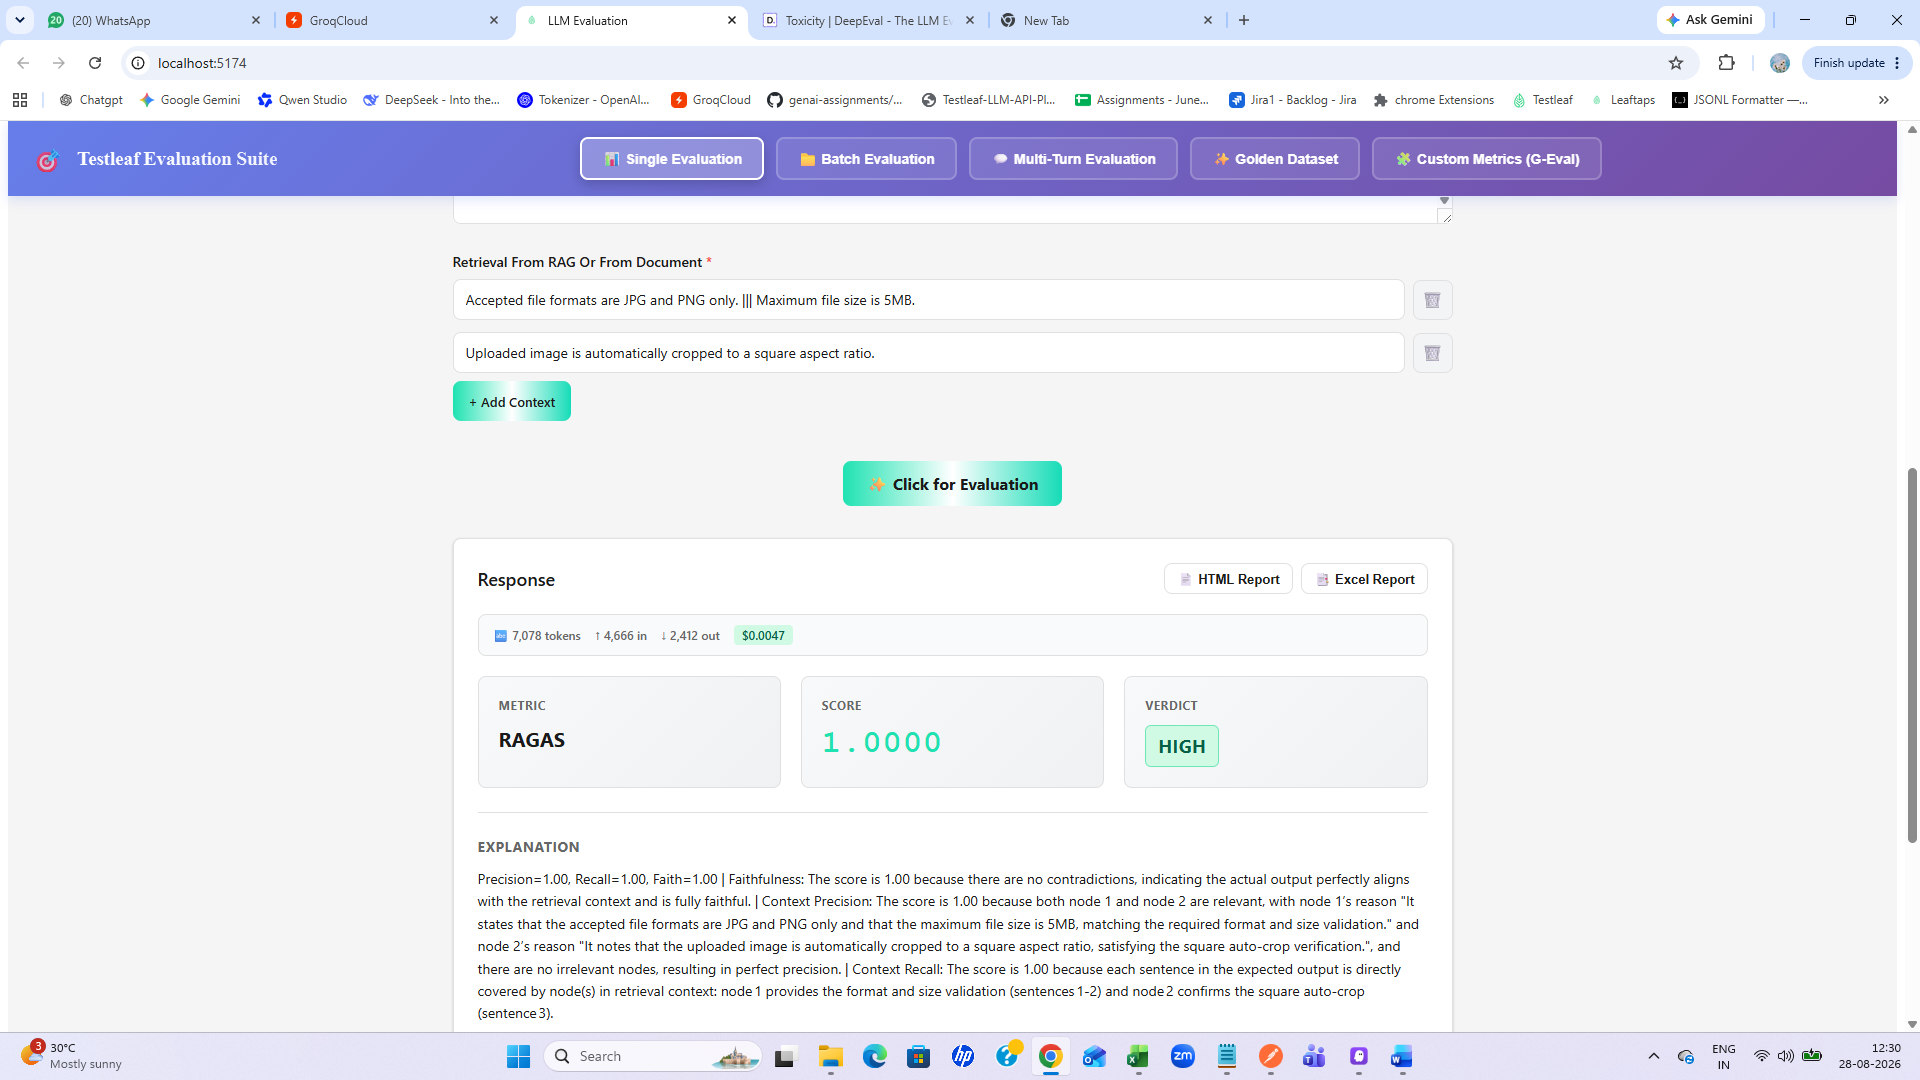 20 (20) WhatsApp
GroqCloud
LLM Evaluation
D. Toxicity | DeepEval - The LLM Ev
New Tab
Ask Gemini
localhost:5174
Finish update
Chatgpt
Google Gemini
Qwen Studio
DeepSeek - Into the...
Tokenizer - OpenAI...
GroqCloud
genai-assignments/...
Testleaf-LLM-API-Pl...
Assignments - June...
Jira1 - Backlog - Jira
chrome Extensions
Testleaf
Leaftaps
JSONL Formatter —...
Testleaf Evaluation Suite
Single Evaluation
Batch Evaluation
Multi-Turn Evaluation
Golden Dataset
Custom Metrics (G-Eval)
Retrieval From RAG Or From Document *
Accepted file formats are JPG and PNG only. ||| Maximum file size is 5MB.
Uploaded image is automatically cropped to a square aspect ratio.
+ Add Context
✨ Click for Evaluation
Response
HTML Report
Excel Report
7,078 tokens ↑ 4,666 in ↓ 2,412 out $0.0047
METRIC
RAGAS
SCORE
1.0000
VERDICT
HIGH
EXPLANATION
Precision=1.00, Recall=1.00, Faith=1.00 | Faithfulness: The score is 1.00 because there are no contradictions, indicating the actual output perfectly aligns
with the retrieval context and is fully faithful. | Context Precision: The score is 1.00 because both node 1 and node 2 are relevant, with node 1’s reason "It
states that the accepted file formats are JPG and PNG only and that the maximum file size is 5MB, matching the required format and size validation." and
node 2’s reason "It notes that the uploaded image is automatically cropped to a square aspect ratio, satisfying the square auto-crop verification.", and
there are no irrelevant nodes, resulting in perfect precision. | Context Recall: The score is 1.00 because each sentence in the expected output is directly
covered by node(s) in retrieval context: node 1 provides the format and size validation (sentences 1-2) and node 2 confirms the square auto-crop
(sentence 3).
3
30°C
Mostly sunny
Search
ENG
IN
12:30
28-08-2026